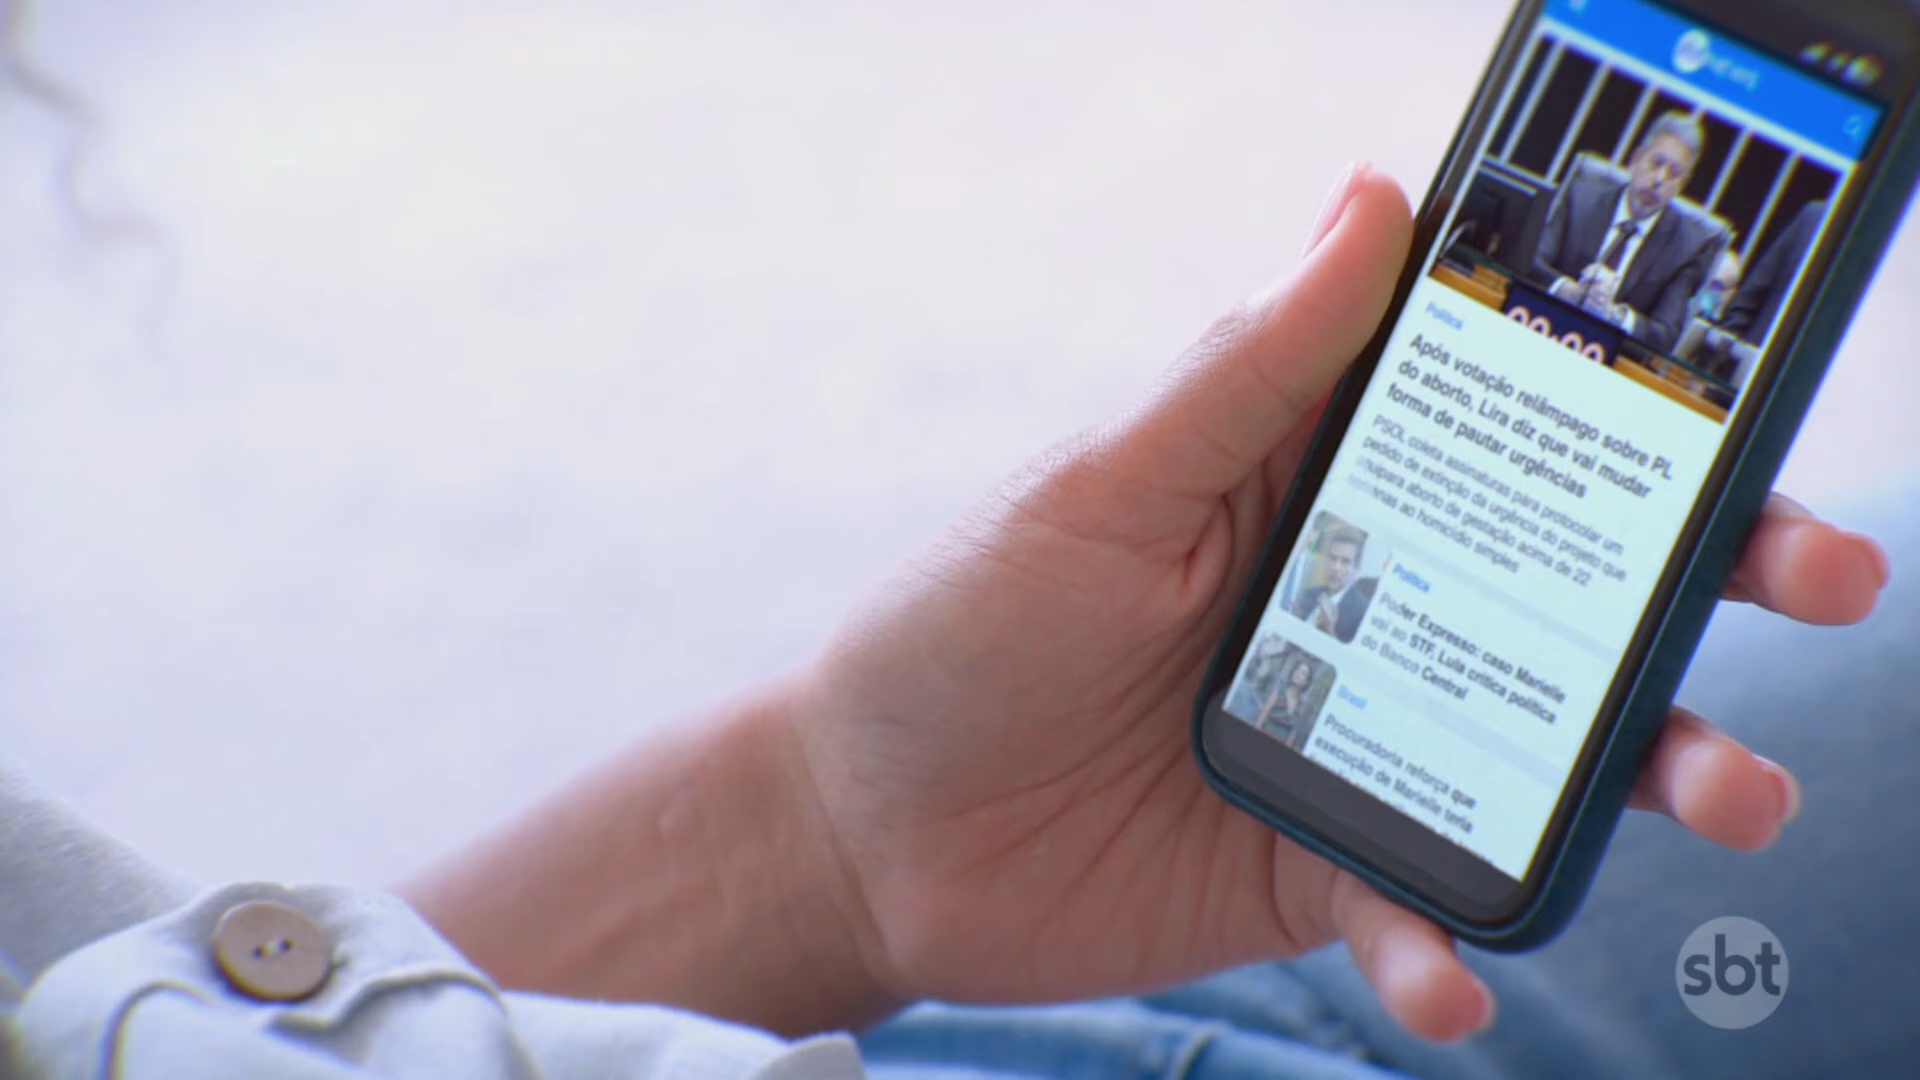 news
Política
00:00
Após votação relâmpago sobre PL
do aborto, Lira diz que vai mudar
forma de pautar urgências
PSOL coleta assinaturas para protocolar um
pedido de extinção da urgência do projeto que
equipara aborto de gestação acima de 22
ao homicídio simples
Política
Poder Expresso: caso Marielle
vai ao STF, Lula critica política
do Banco Central
Brasil
Procuradoria reforça que
execução de Marielle teria
sbt